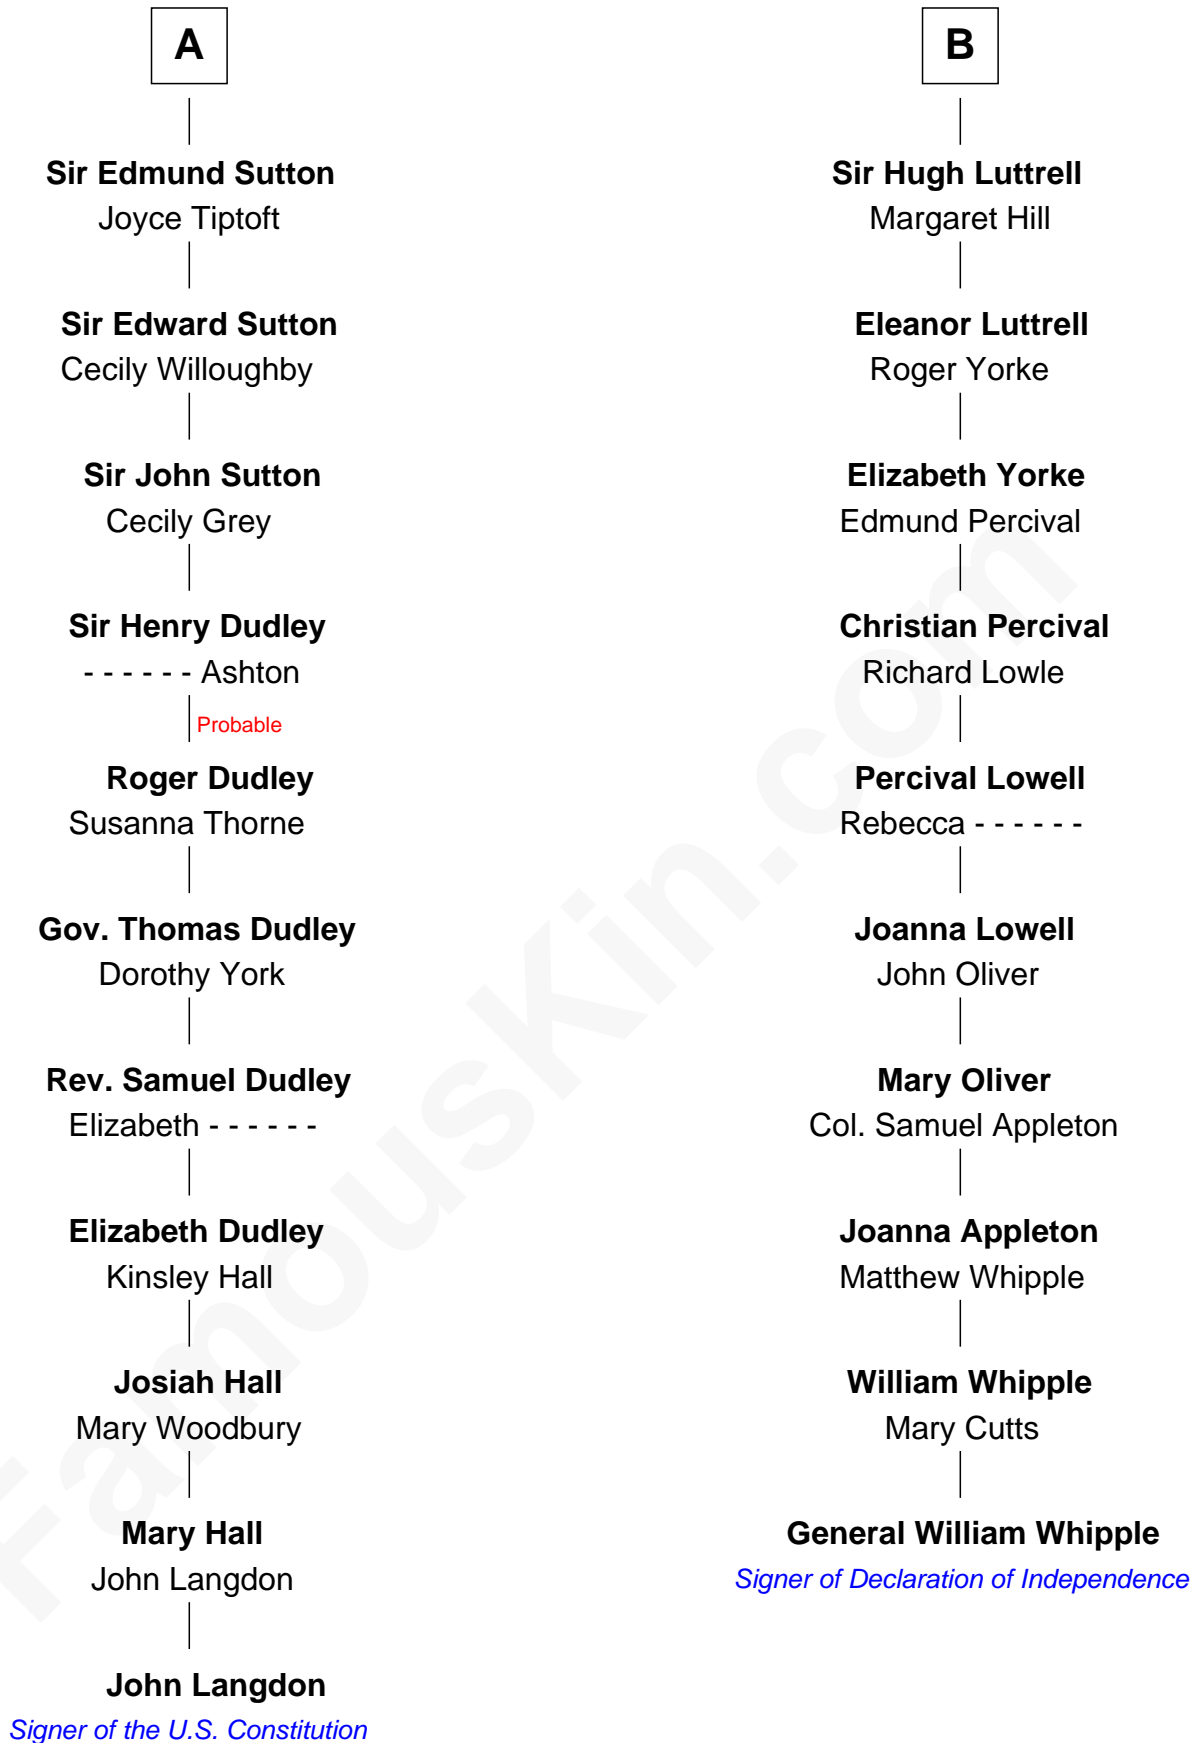 A
Sir Edmund Sutton
Joyce Tiptoft
Sir Edward Sutton
Cecily Willoughby
Sir John Sutton
Cecily Grey
Sir Henry Dudley
- - - - - - Ashton
Probable
Roger Dudley
Susanna Thorne
Gov. Thomas Dudley
Dorothy York
Rev. Samuel Dudley
Elizabeth - - - - - -
Elizabeth Dudley
Kinsley Hall
Josiah Hall
Mary Woodbury
Mary Hall
John Langdon
John Langdon
Signer of the U.S. Constitution
B
Sir Hugh Luttrell
Margaret Hill
Eleanor Luttrell
Roger Yorke
Elizabeth Yorke
Edmund Percival
Christian Percival
Richard Lowle
Percival Lowell
Rebecca - - - - - -
Joanna Lowell
John Oliver
Mary Oliver
Col. Samuel Appleton
Joanna Appleton
Matthew Whipple
William Whipple
Mary Cutts
General William Whipple
Signer of Declaration of Independence
FamousKin.com